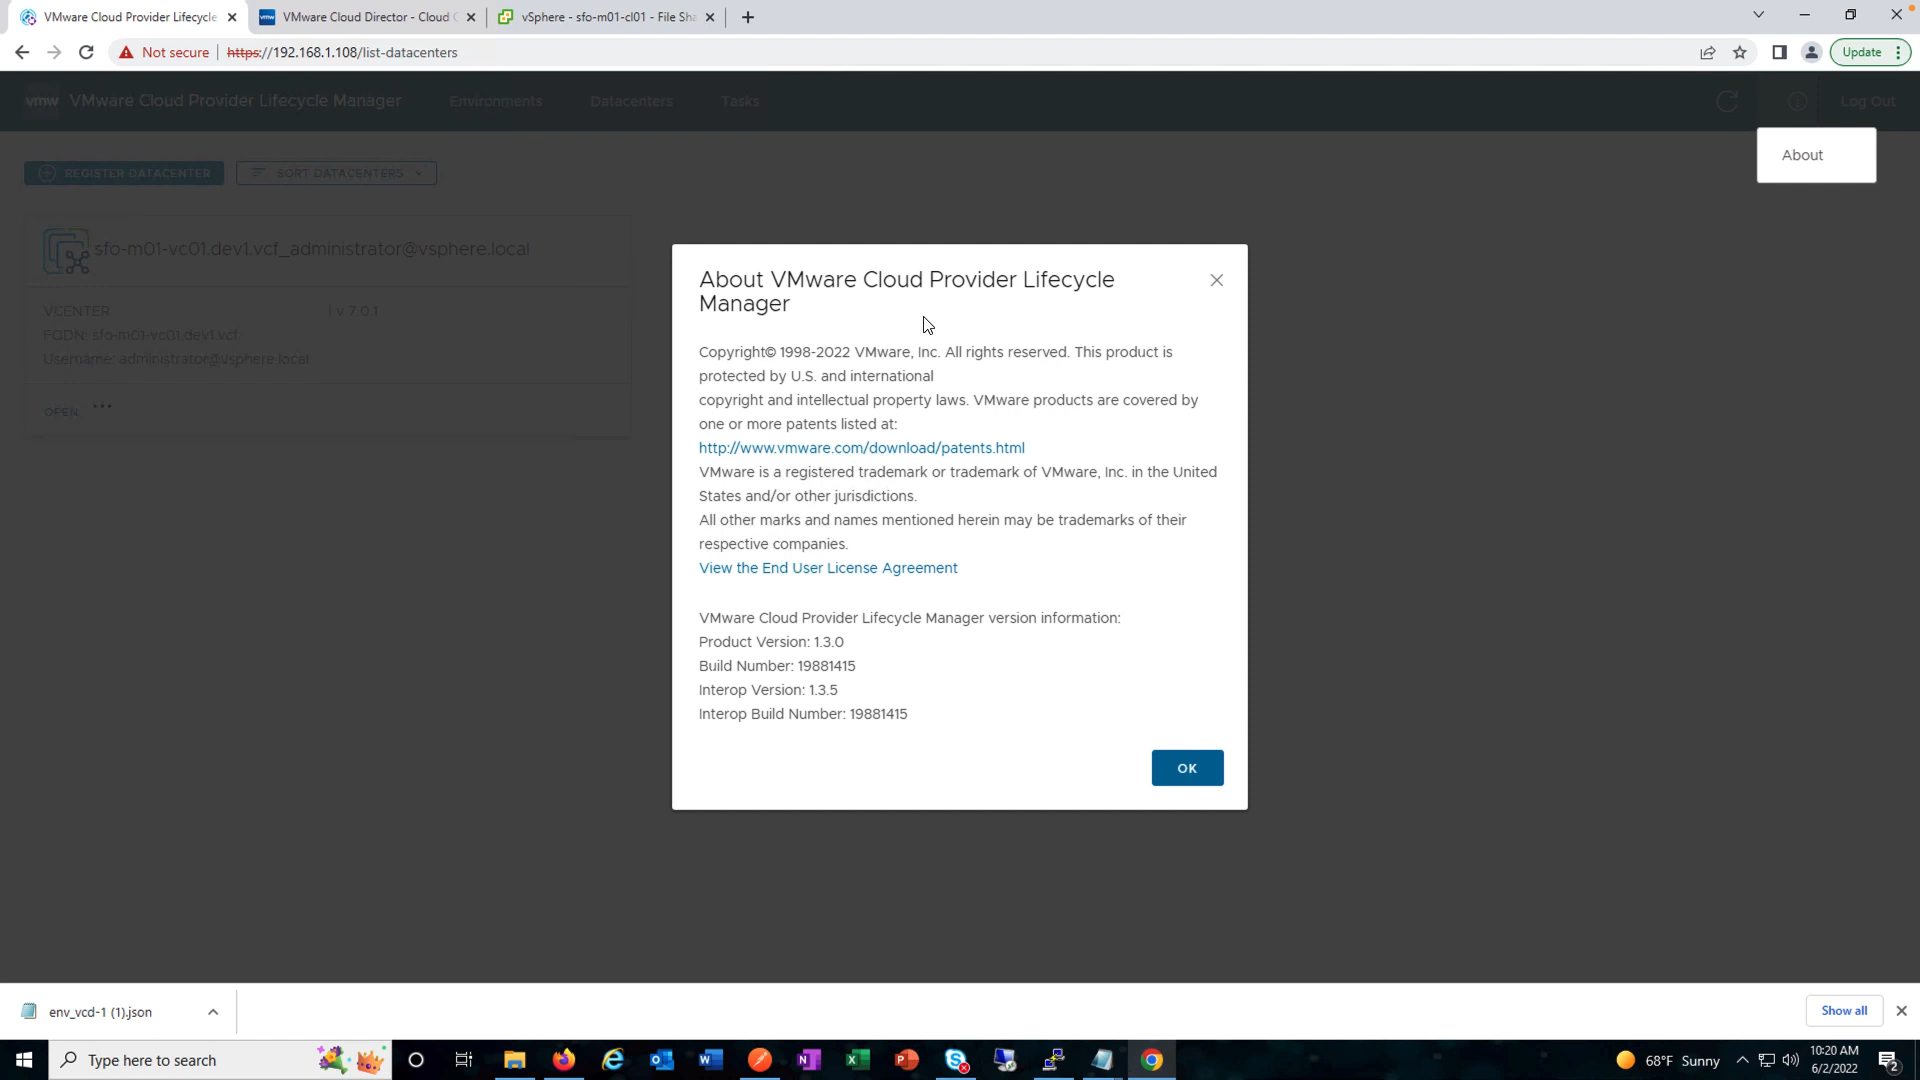 VMware Cloud Provider Lifecycle
VMware Cloud Director - Cloud
vSphere - sfo-m01-cl01 - File Sha
Not secure https://192.168.1.108/list-datacenters
Update
vmw VMware Cloud Provider Lifecycle Manager Environments Datacenters Tasks Log Out
About
REGISTER DATACENTER SORT DATACENTERS
sfo-m01-vc01.dev1.vcf_administrator@vsphere.local
VCENTER | v 7.0.1
FQDN: sfo-m01-vc01.dev1.vcf
Username: administrator@vsphere.local
OPEN ...
About VMware Cloud Provider Lifecycle
Manager
Copyright© 1998-2022 VMware, Inc. All rights reserved. This product is
protected by U.S. and international
copyright and intellectual property laws. VMware products are covered by
one or more patents listed at:
http://www.vmware.com/download/patents.html
VMware is a registered trademark or trademark of VMware, Inc. in the United
States and/or other jurisdictions.
All other marks and names mentioned herein may be trademarks of their
respective companies.
View the End User License Agreement
VMware Cloud Provider Lifecycle Manager version information:
Product Version: 1.3.0
Build Number: 19881415
Interop Version: 1.3.5
Interop Build Number: 19881415
OK
env_vcd-1 (1).json
Show all
Type here to search
68°F Sunny
10:20 AM
6/2/2022
2